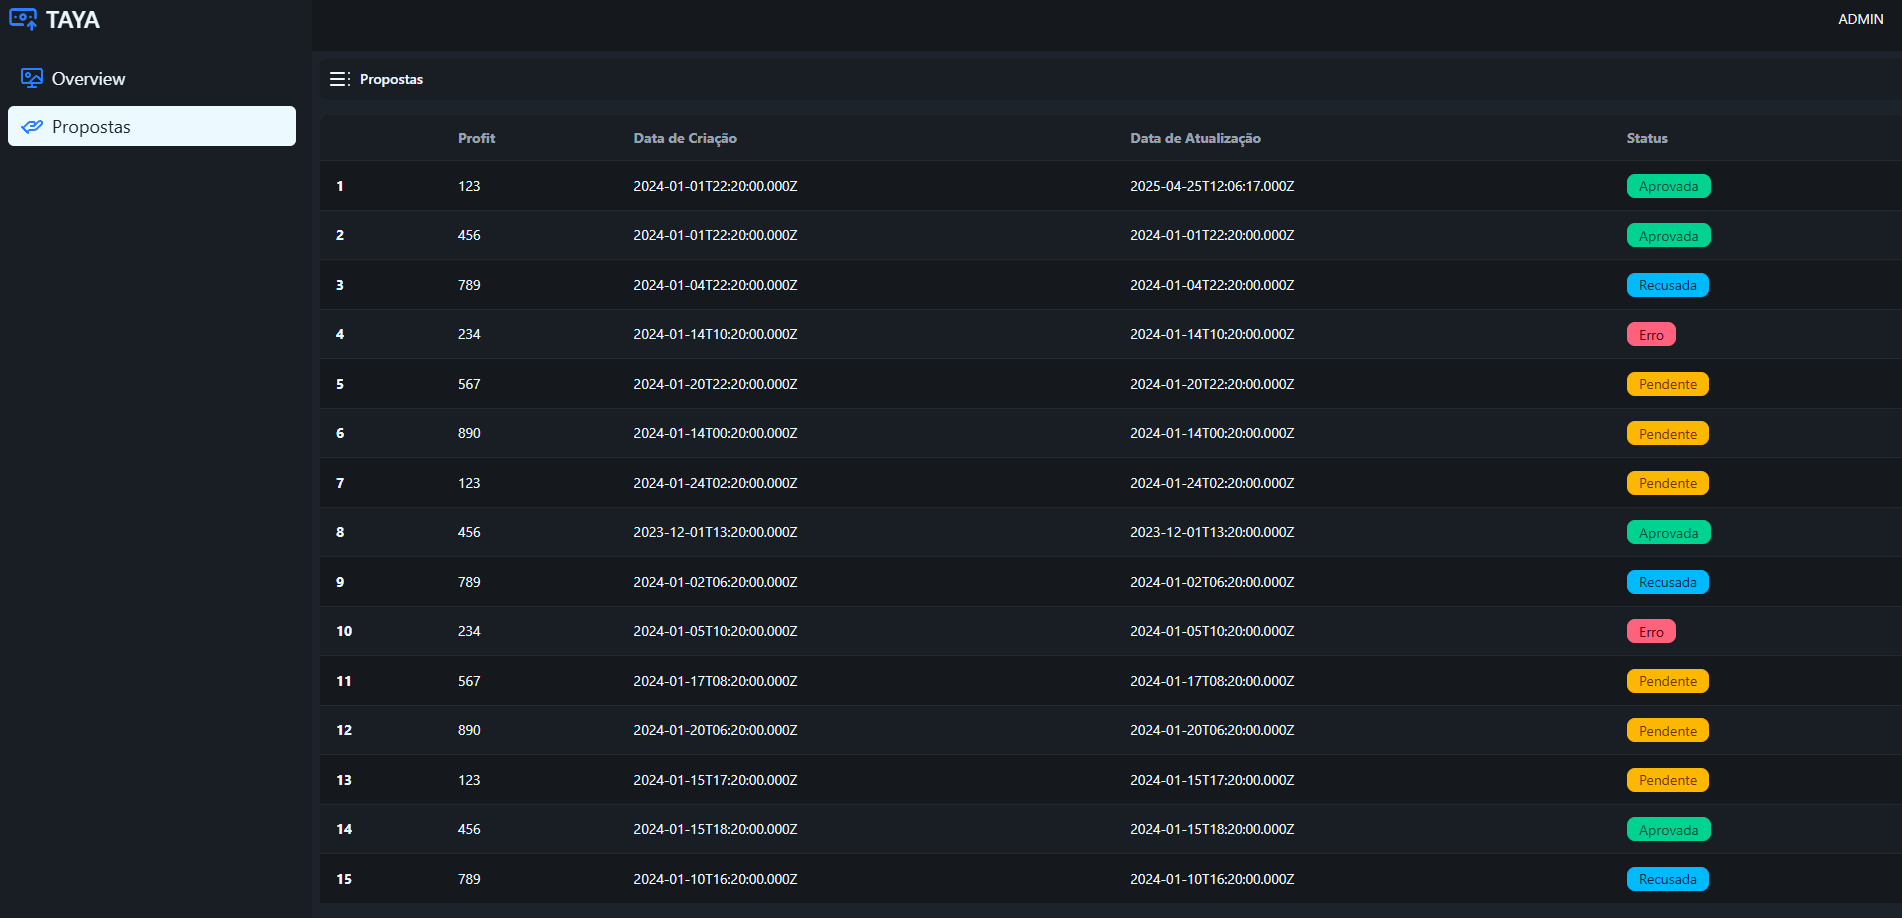 TAYA
ADMIN
Overview
Propostas
Propostas
Profit Data de Criação Data de Atualização Status
1 123 2024-01-01T22:20:00.000Z 2025-04-25T12:06:17.000Z Aprovada
2 456 2024-01-01T22:20:00.000Z 2024-01-01T22:20:00.000Z Aprovada
3 789 2024-01-04T22:20:00.000Z 2024-01-04T22:20:00.000Z Recusada
4 234 2024-01-14T10:20:00.000Z 2024-01-14T10:20:00.000Z Erro
5 567 2024-01-20T22:20:00.000Z 2024-01-20T22:20:00.000Z Pendente
6 890 2024-01-14T00:20:00.000Z 2024-01-14T00:20:00.000Z Pendente
7 123 2024-01-24T02:20:00.000Z 2024-01-24T02:20:00.000Z Pendente
8 456 2023-12-01T13:20:00.000Z 2023-12-01T13:20:00.000Z Aprovada
9 789 2024-01-02T06:20:00.000Z 2024-01-02T06:20:00.000Z Recusada
10 234 2024-01-05T10:20:00.000Z 2024-01-05T10:20:00.000Z Erro
11 567 2024-01-17T08:20:00.000Z 2024-01-17T08:20:00.000Z Pendente
12 890 2024-01-20T06:20:00.000Z 2024-01-20T06:20:00.000Z Pendente
13 123 2024-01-15T17:20:00.000Z 2024-01-15T17:20:00.000Z Pendente
14 456 2024-01-15T18:20:00.000Z 2024-01-15T18:20:00.000Z Aprovada
15 789 2024-01-10T16:20:00.000Z 2024-01-10T16:20:00.000Z Recusada